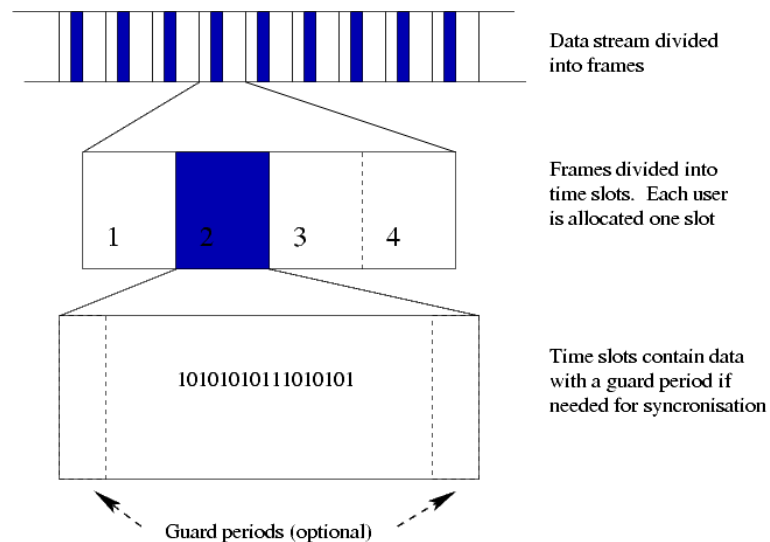 Data stream divided
into frames
Frames divided into
time slots. Each user
is allocated one slot
1 2 3 4
Time slots contain data
with a guard period if
needed for syncronisation
10101010111010101
Guard periods (optional)